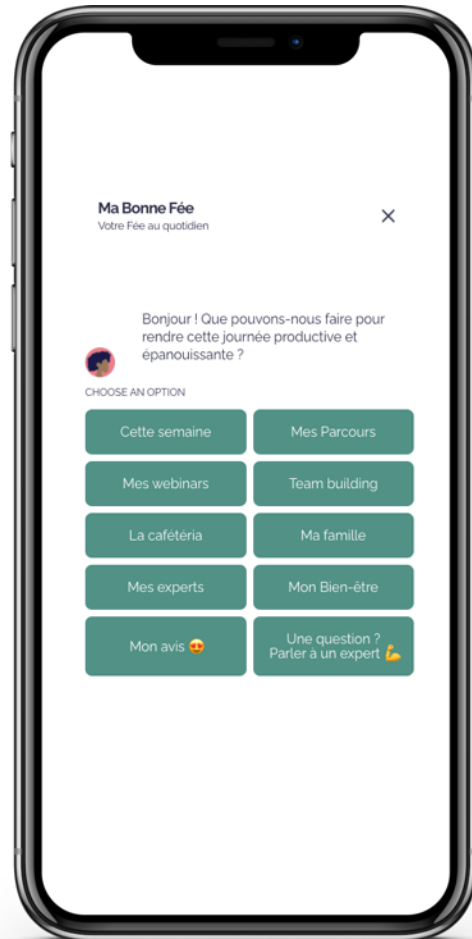 Ma Bonne Fée
Votre Fée au quotidien
Bonjour ! Que pouvons-nous faire pour
rendre cette journée productive et
épanouissante ?
CHOOSE AN OPTION
Cette semaine
Mes Parcours
Mes webinars
Team building
La cafétéria
Ma famille
Mes experts
Mon Bien-être
Mon avis 😍
Une question ?
Parler à un expert 💪